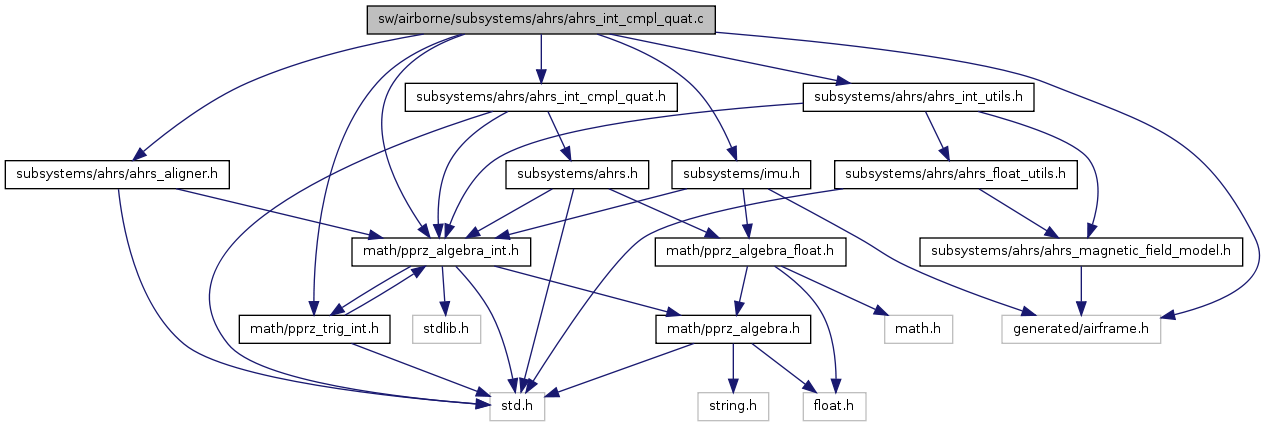 sw/airborne/subsystems/ahrs/ahrs_int_cmpl_quat.c
subsystems/ahrs/ahrs_int_cmpl_quat.h
subsystems/ahrs/ahrs_int_utils.h
subsystems/ahrs/ahrs_aligner.h
subsystems/ahrs.h
subsystems/imu.h
subsystems/ahrs/ahrs_float_utils.h
math/pprz_algebra_int.h
math/pprz_algebra_float.h
subsystems/ahrs/ahrs_magnetic_field_model.h
math/pprz_trig_int.h
stdlib.h
math/pprz_algebra.h
math.h
generated/airframe.h
std.h
string.h
float.h